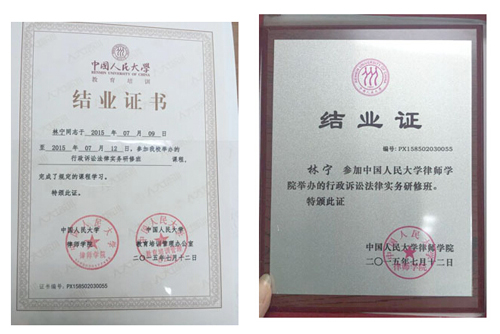 中国人民大学
RENMIN UNIVERSITY OF CHINA
教育培训
结业证书
林宁同志于 2015 年 07 月 09 日
至 2015 年 07 月 12 日，参加我校举办的
行政诉讼法律实务研修班 课程，
完成了规定的课程学习。
特颁此证。
中国人民大学 中国人民大学
律师学院 教育培训管理办公室
二〇一五年七月十二日
证书编号：PX158502030055
结业证
编号：PX158502030055
林宁 参加中国人民大学律师学
院举办的行政诉讼法律实务研修班。
特颁此证
中国人民大学律师学院
二〇一五年七月十二日